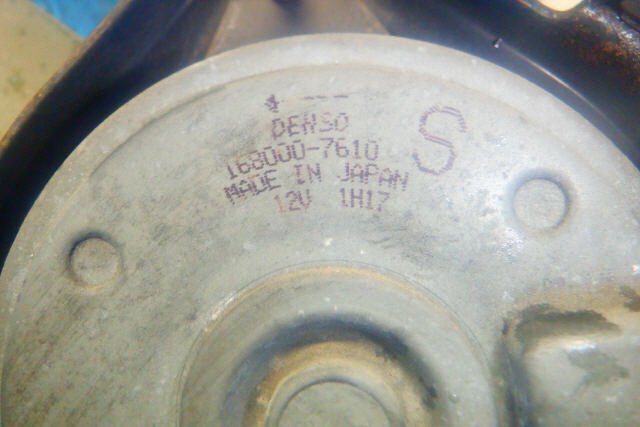 DENSO
168000-7610
MADE IN JAPAN
12V 1H17
S